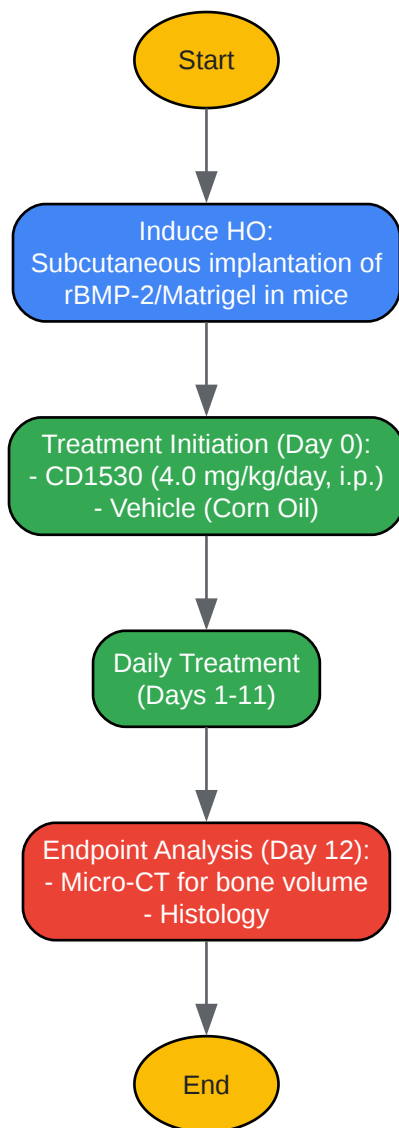 Start
Induce HO:
Subcutaneous implantation of
rBMP-2/Matrigel in mice
Treatment Initiation (Day 0):
- CD1530 (4.0 mg/kg/day, i.p.)
- Vehicle (Corn Oil)
Daily Treatment
(Days 1-11)
Endpoint Analysis (Day 12):
- Micro-CT for bone volume
- Histology
End